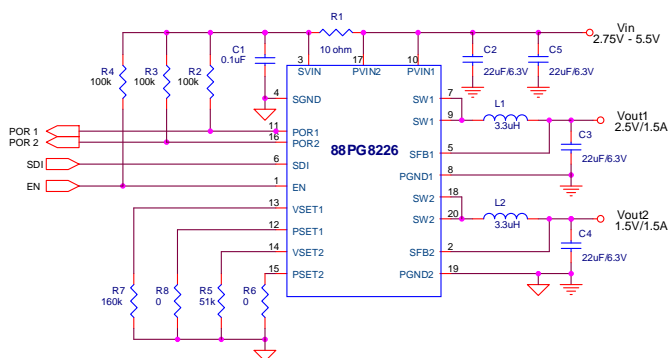 R1
10 ohm
Vin
2.75V - 5.5V
R4
100k
R3
100k
R2
100k
C1
0.1uF
3
SVIN
17
PVIN2
10
PVIN1
C2
22uF/6.3V
C5
22uF/6.3V
4
SGND
7
SW1
9
SW1
L1
3.3uH
Vout1
2.5V/1.5A
POR 1
11
POR1
POR 2
16
POR2
88PG8226
5
SFB1
C3
22uF/6.3V
SDI
6
SDI
8
PGND1
EN
1
EN
18
SW2
13
VSET1
20
SW2
L2
3.3uH
Vout2
1.5V/1.5A
12
PSET1
14
VSET2
2
SFB2
C4
22uF/6.3V
15
PSET2
19
PGND2
R7
160k
R8
0
R5
51k
R6
0